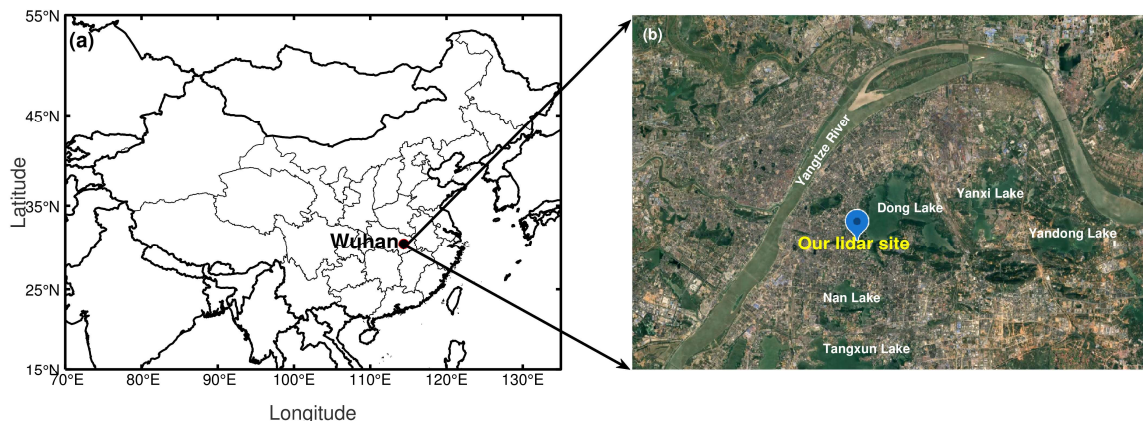 55°N
45°N
35°N
25°N
15°N
Latitude
(a)
Wuhan
70°E 80°E 90°E 100°E 110°E 120°E 130°E
Longitude
(b)
Yangtze River
Dong Lake
Yanxi Lake
Yandong Lake
Our lidar site
Nan Lake
Tangxun Lake